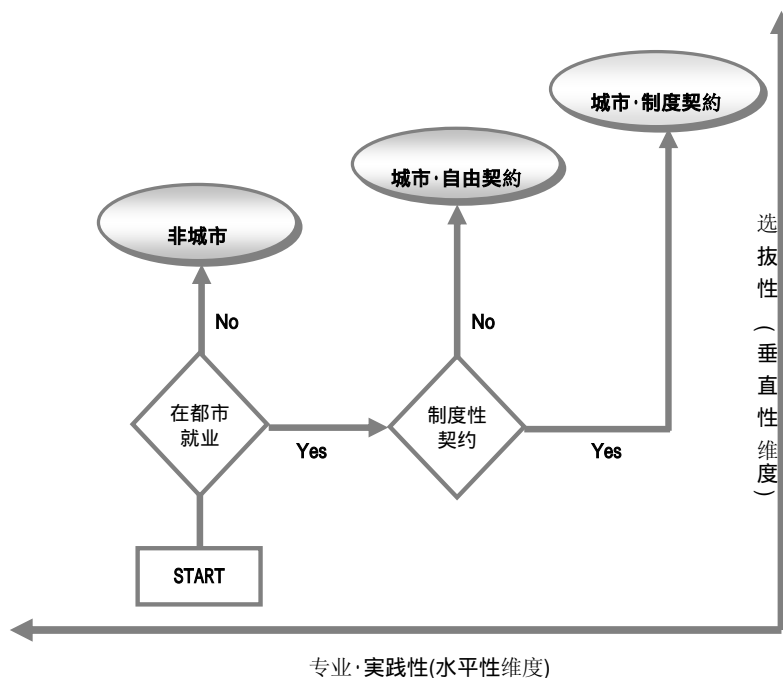 城市·制度契約
城市·自由契約
非城市
No
No
在都市
就业
制度性
契约
Yes
Yes
START
选抜性(垂直性维度)
专业·实践性(水平性维度)